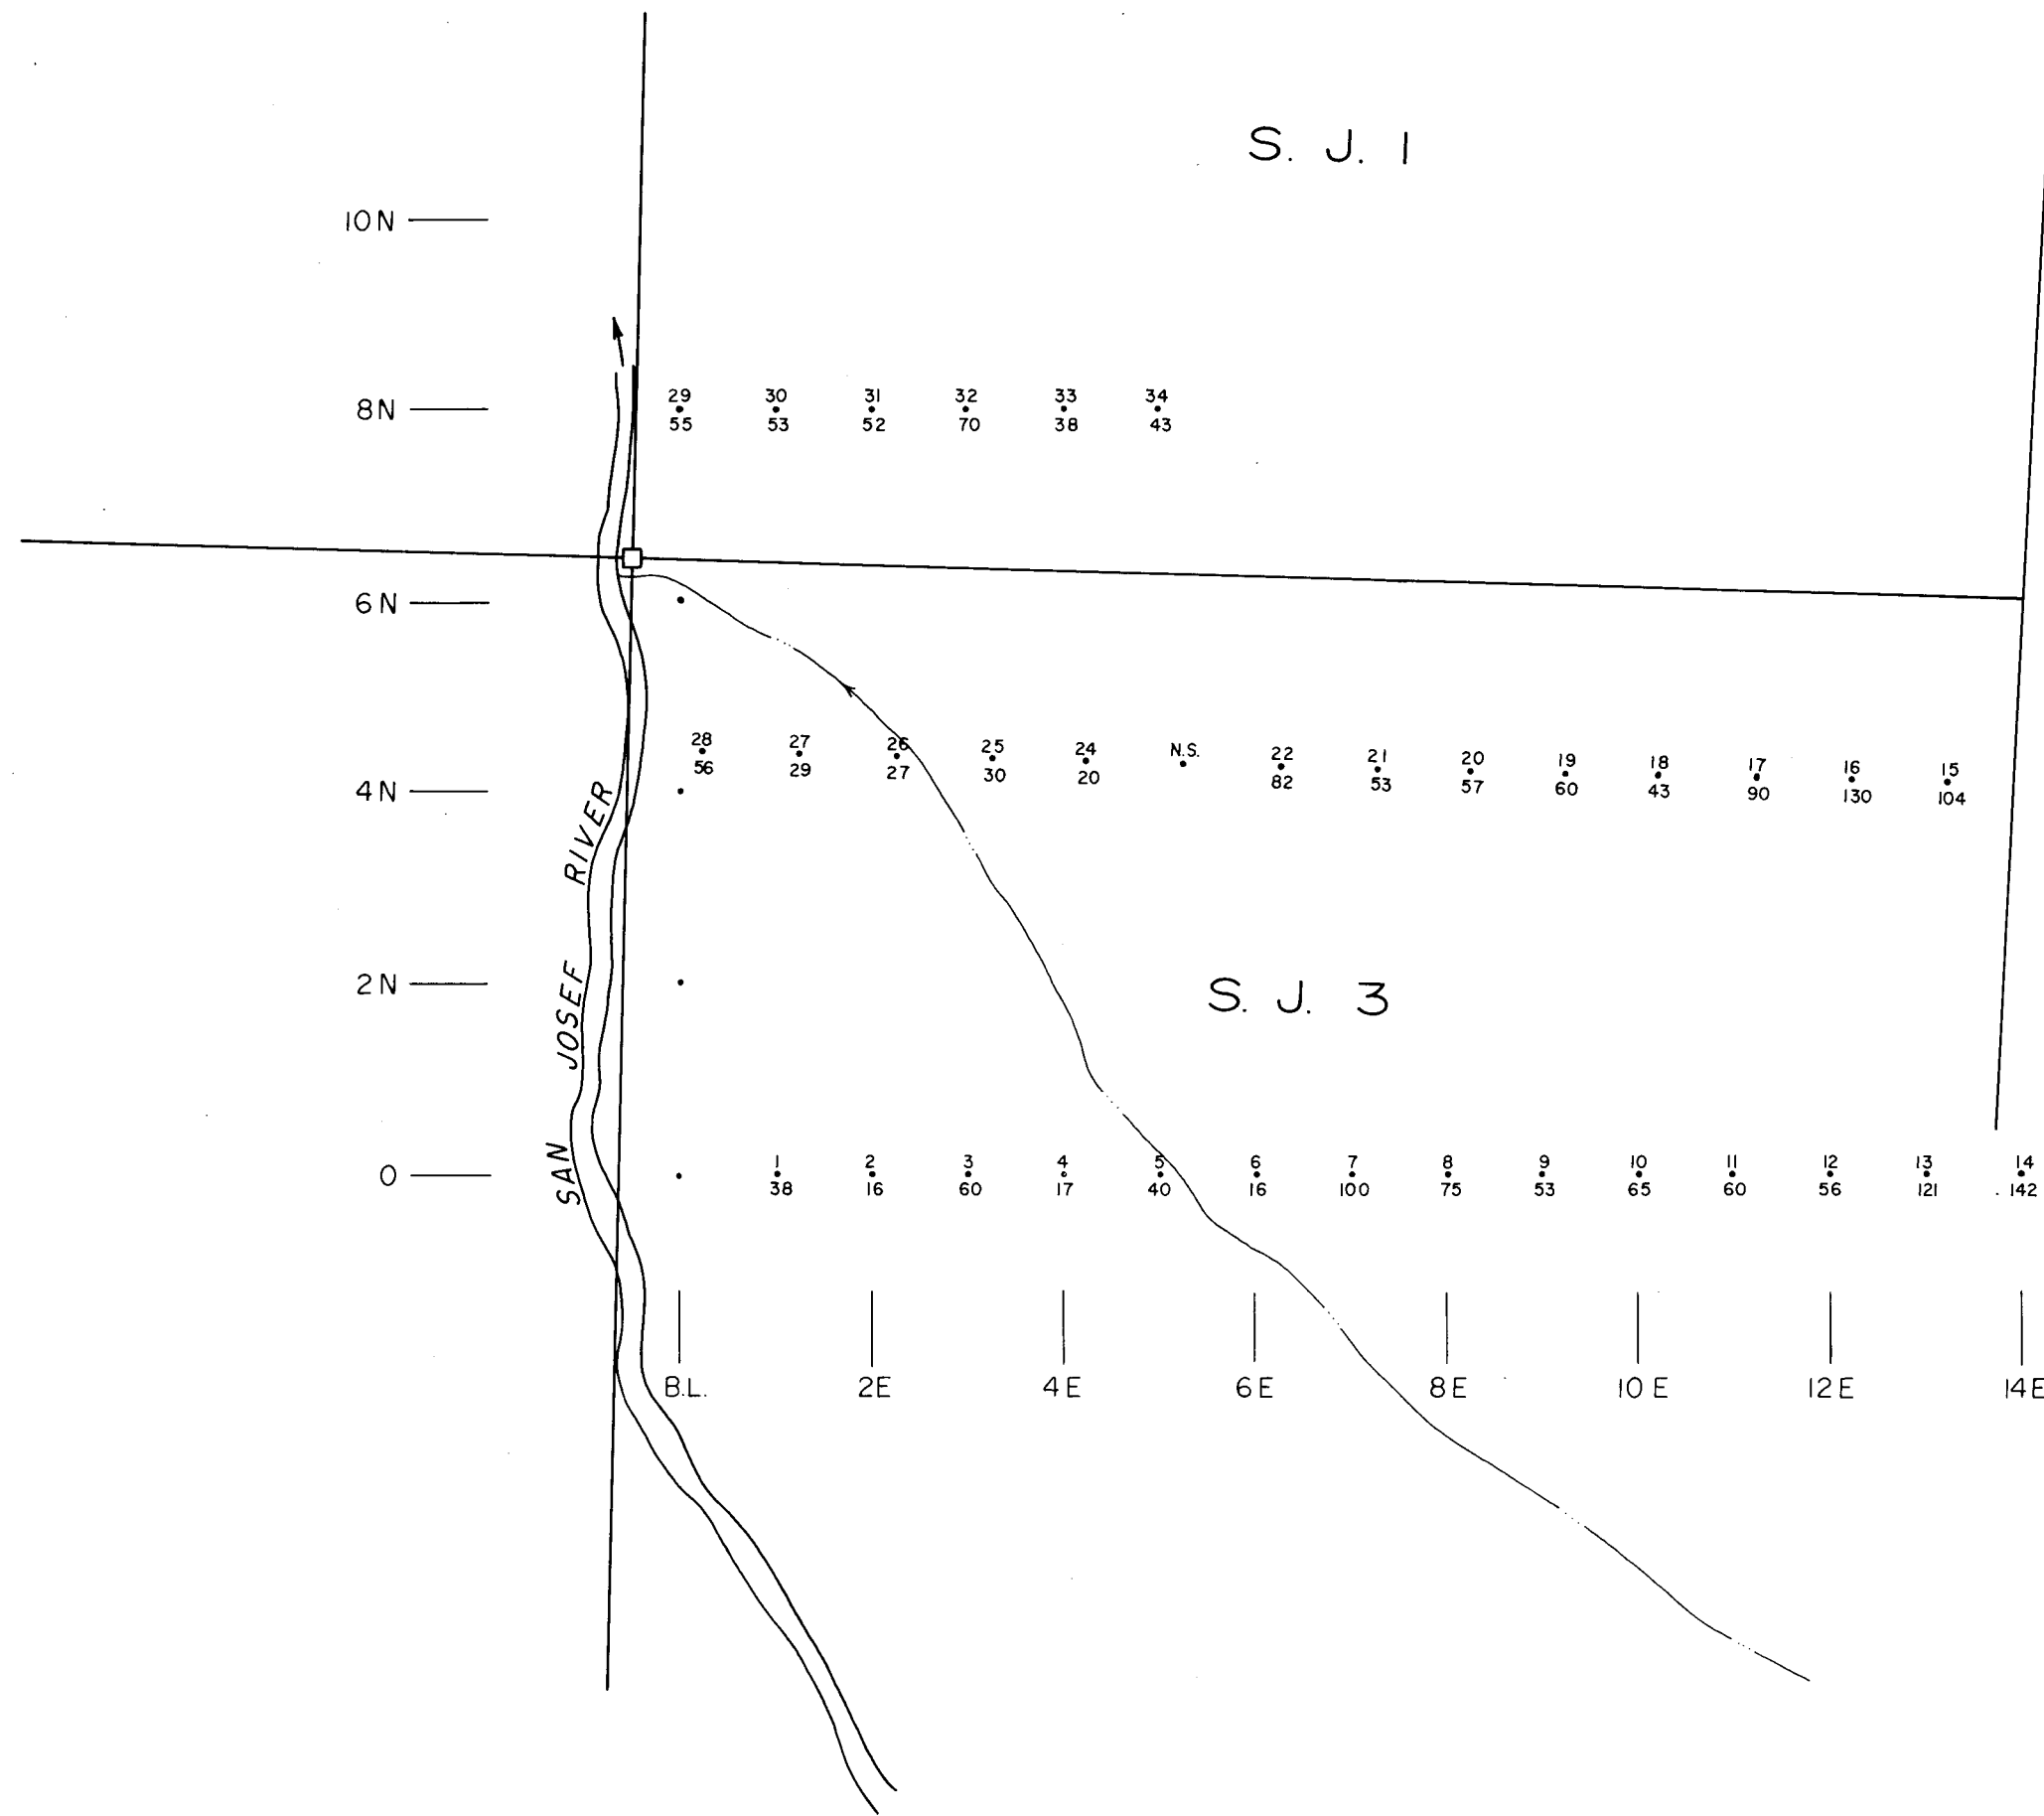 S. J. 1
10N
8N
29 30 31 32 33 34
55 53 52 70 38 43
6N
28 27 26 25 24 N.S. 22 21 20 19 18 17 16 15
56 29 27 30 20 82 53 57 60 43 90 130 104
4N
SAN JOSEF RIVER
2N
S. J. 3
0
1 2 3 4 5 6 7 8 9 10 11 12 13 14
38 16 60 17 40 16 100 75 53 65 60 56 121 142
B.L. 2E 4E 6E 8E 10E 12E 14E